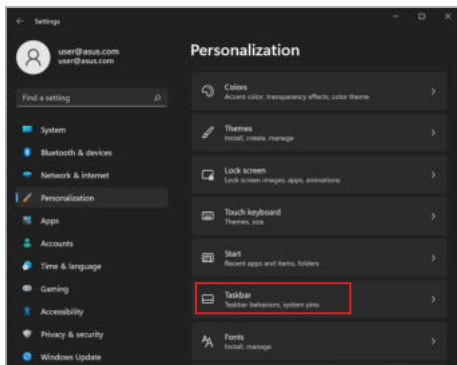 Settings
user@asus.com
user@asus.com
Find a setting
System
Bluetooth & devices
Network & internet
Personalization
Apps
Accounts
Time & language
Gaming
Accessibility
Privacy & security
Windows Update
Personalization
Colors
Accent color, transparency effects, color theme
Themes
Install, create, manage
Lock screen
Lock screen images, apps, animations
Touch keyboard
Themes, size
Start
Recent apps and items, folders
Taskbar
Taskbar behaviors, system pins
Fonts
Install, manage